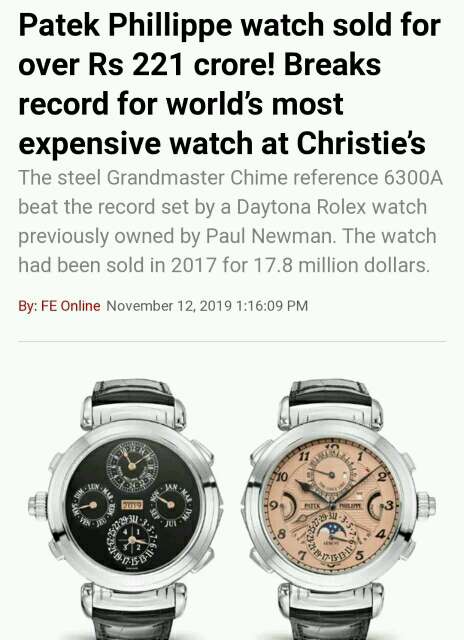 Patek Phillippe watch sold for
over Rs 221 crore! Breaks
record for world's most
expensive watch at Christie's
The steel Grandmaster Chime reference 6300A
beat the record set by a Daytona Rolex watch
previously owned by Paul Newman. The watch
had been sold in 2017 for 17.8 million dollars.
By: FE Online November 12, 2019 1:16:09 PM
2019
PATEK PHILIPPE